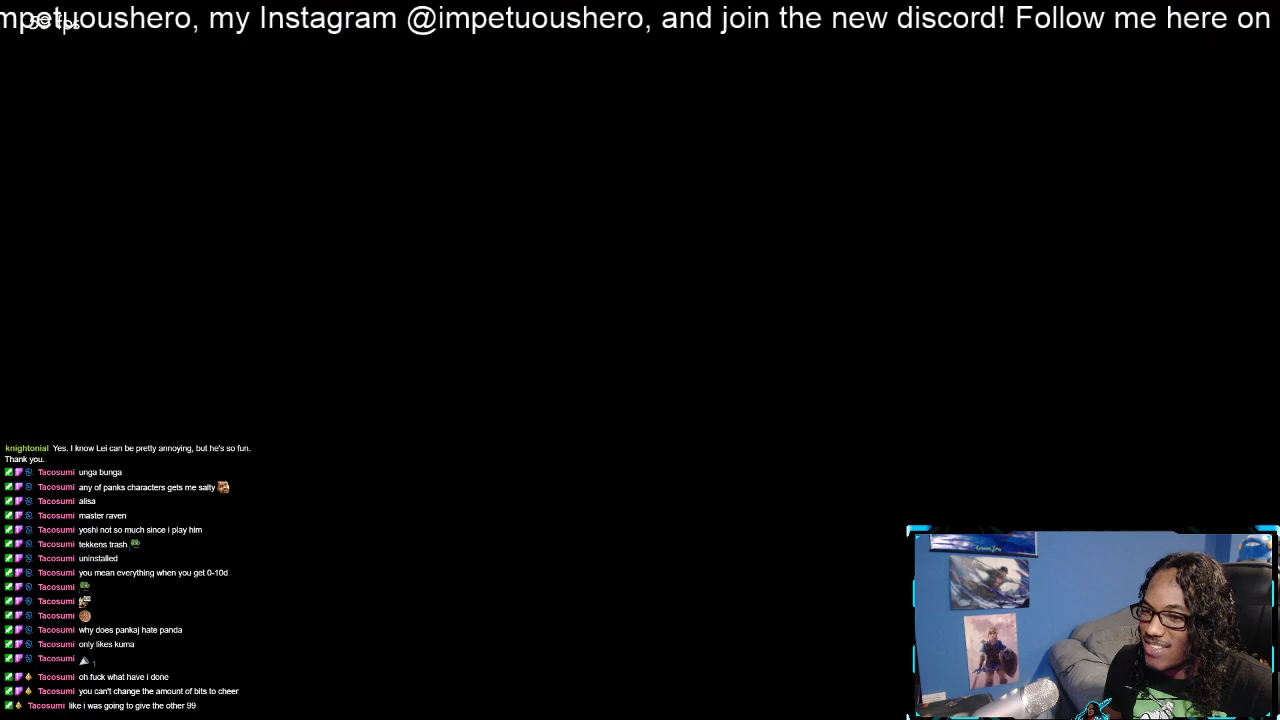 mpetuoushero, my Instagram @impetuoushero, and join the new discord! Follow me here on
59 fps
knightonial Yes. I know Lei can be pretty annoying, but he's so fun.
Thank you.
Tacosumi unga bunga
Tacosumi any of panks characters gets me salty
Tacosumi alisa
Tacosumi master raven
Tacosumi yoshi not so much since i play him
Tacosumi tekkens trash
Tacosumi uninstalled
Tacosumi you mean everything when you get 0-10d
Tacosumi
Tacosumi
Tacosumi
Tacosumi why does pankaj hate panda
Tacosumi only likes kuma
Tacosumi 1
Tacosumi oh fuck what have i done
Tacosumi you can't change the amount of bits to cheer
Tacosumi like i was going to give the other 99